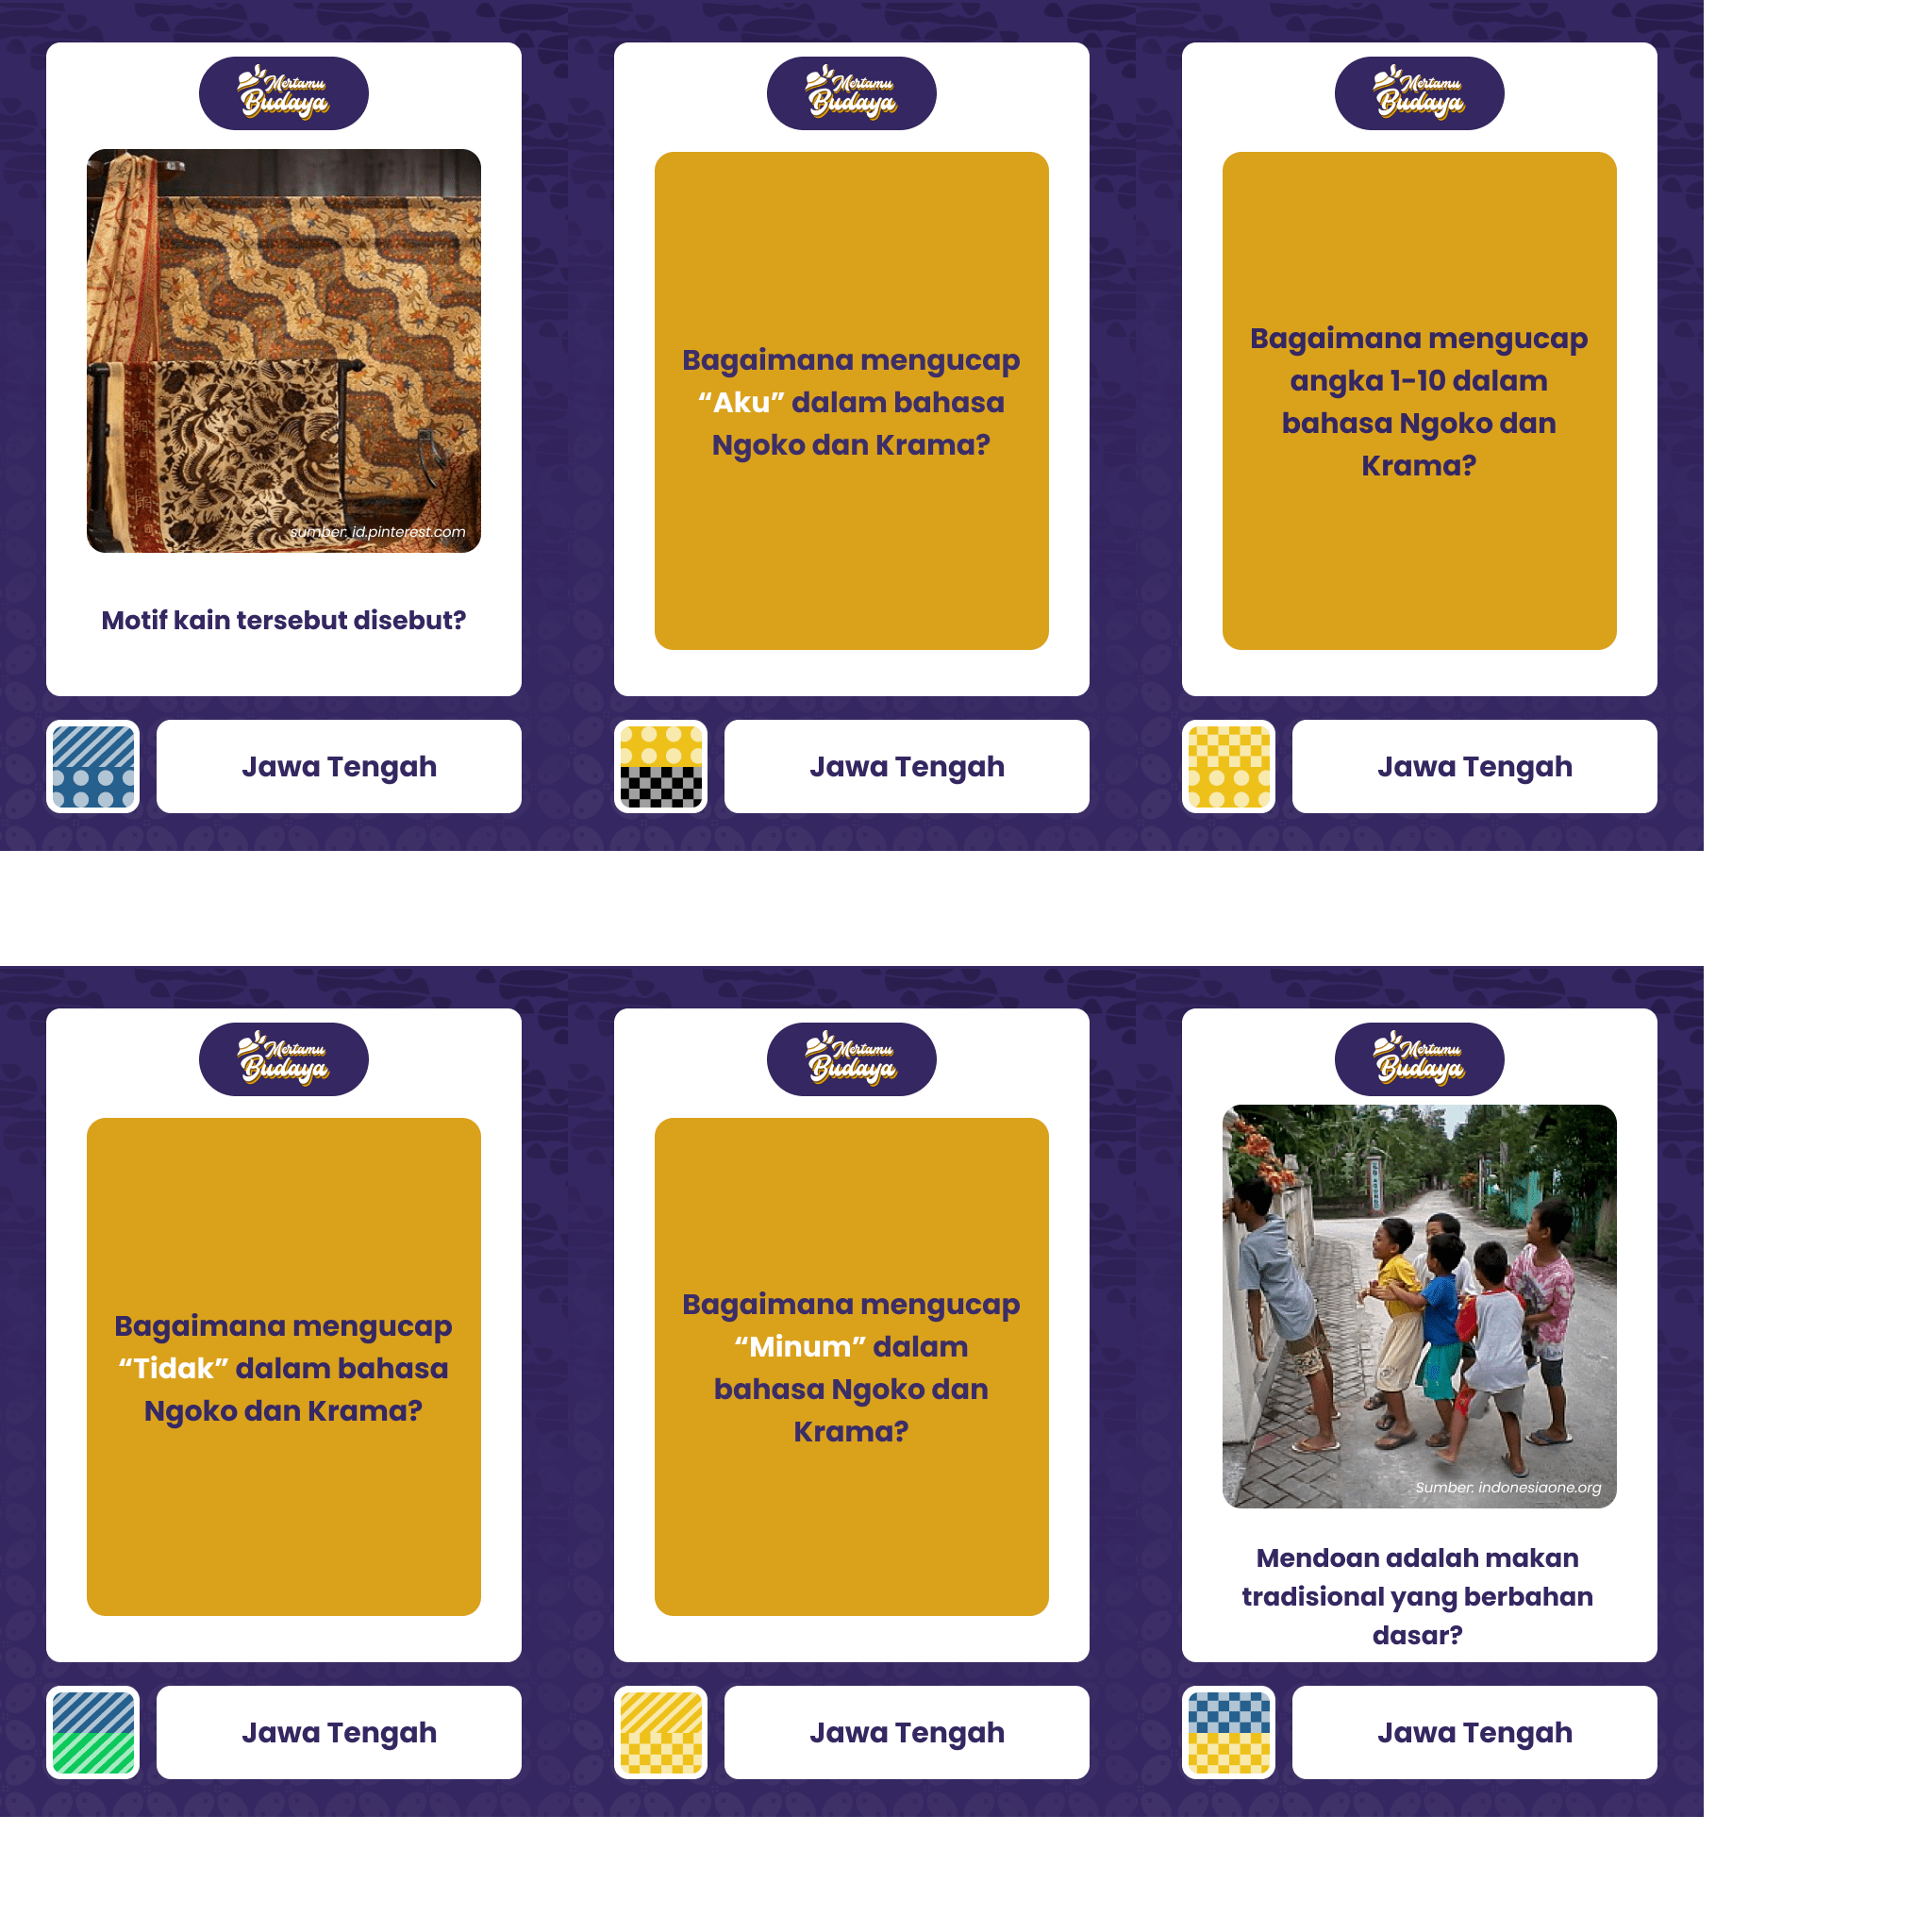 Mertamu
Budaya
sumber: id.pinterest.com
Motif kain tersebut disebut?
Jawa Tengah
Mertamu
Budaya
Bagaimana mengucap
“Aku” dalam bahasa
Ngoko dan Krama?
Jawa Tengah
Mertamu
Budaya
Bagaimana mengucap
angka 1-10 dalam
bahasa Ngoko dan
Krama?
Jawa Tengah
Mertamu
Budaya
Bagaimana mengucap
“Tidak” dalam bahasa
Ngoko dan Krama?
Jawa Tengah
Mertamu
Budaya
Bagaimana mengucap
“Minum” dalam
bahasa Ngoko dan
Krama?
Jawa Tengah
Mertamu
Budaya
Sumber: indonesiaone.org
Mendoan adalah makan
tradisional yang berbahan
dasar?
Jawa Tengah